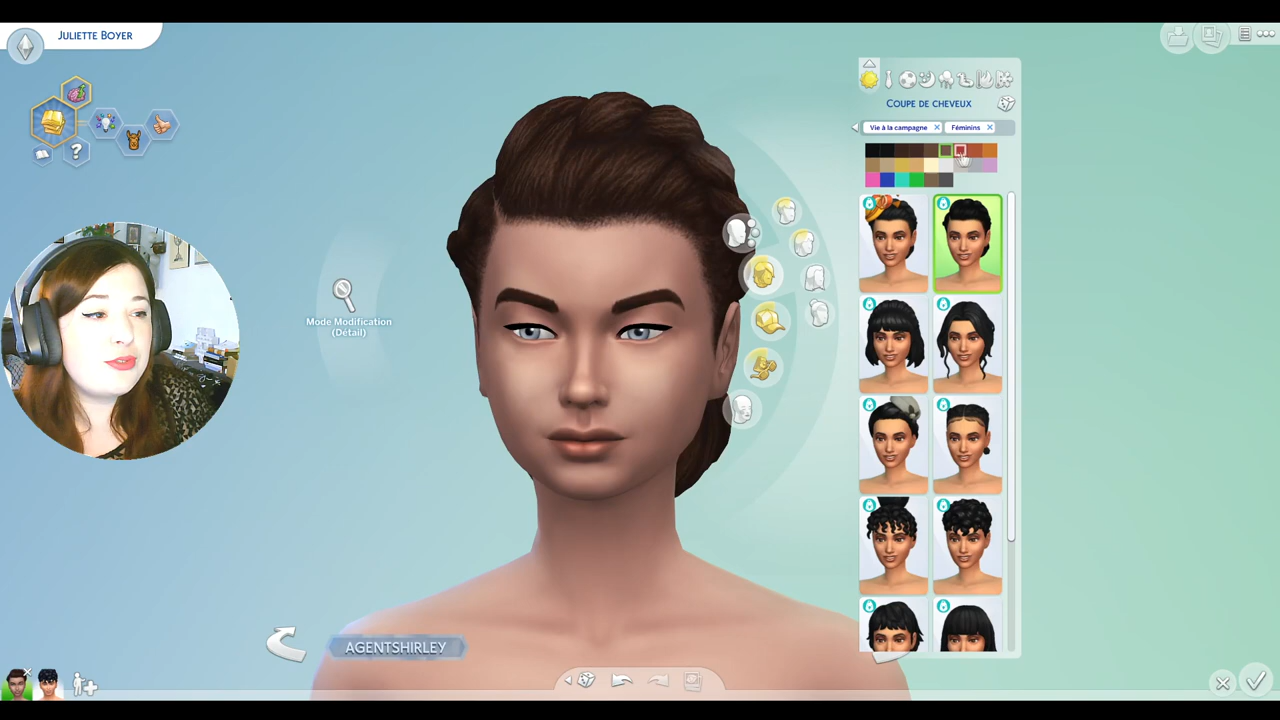 JULIETTE BOYER
COUPE DE CHEVEUX
Vie à la campagne ×
Féminins ×
?
Mode Modification
(Détail)
AGENTSHIRLEY